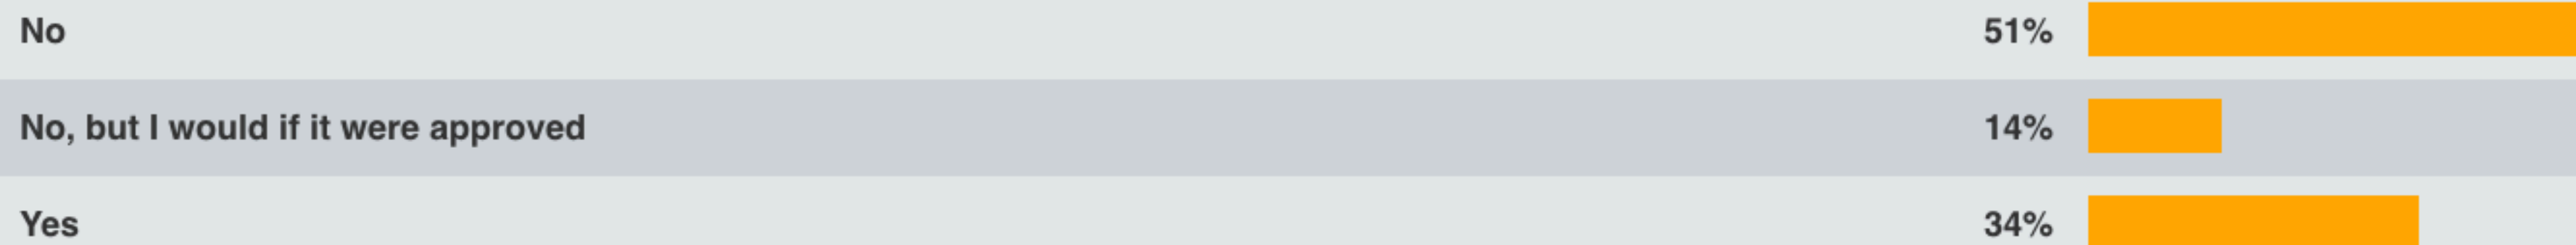 No 51%
No, but I would if it were approved 14%
Yes 34%